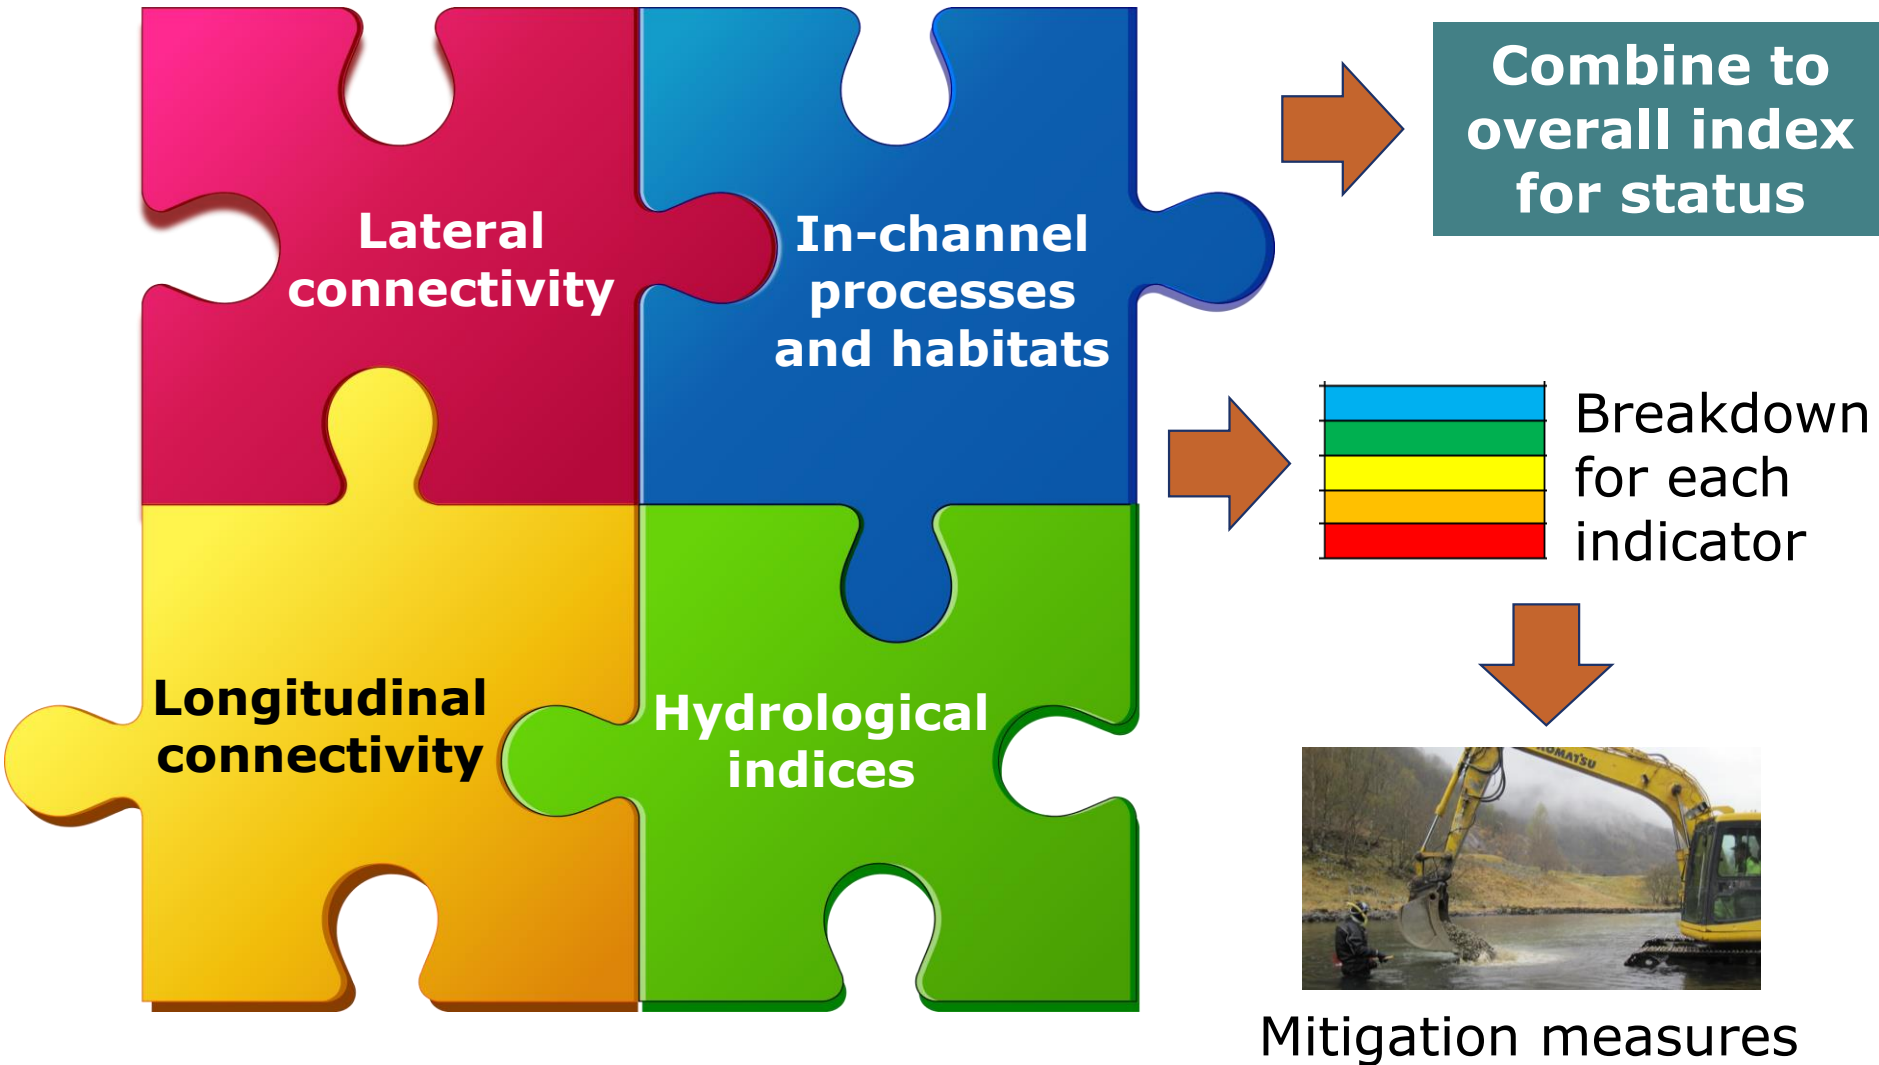 Lateral
connectivity
In-channel
processes
and habitats
Longitudinal
connectivity
Hydrological
indices
Combine to
overall index
for status
Breakdown
for each
indicator
KOMATSU
Mitigation measures